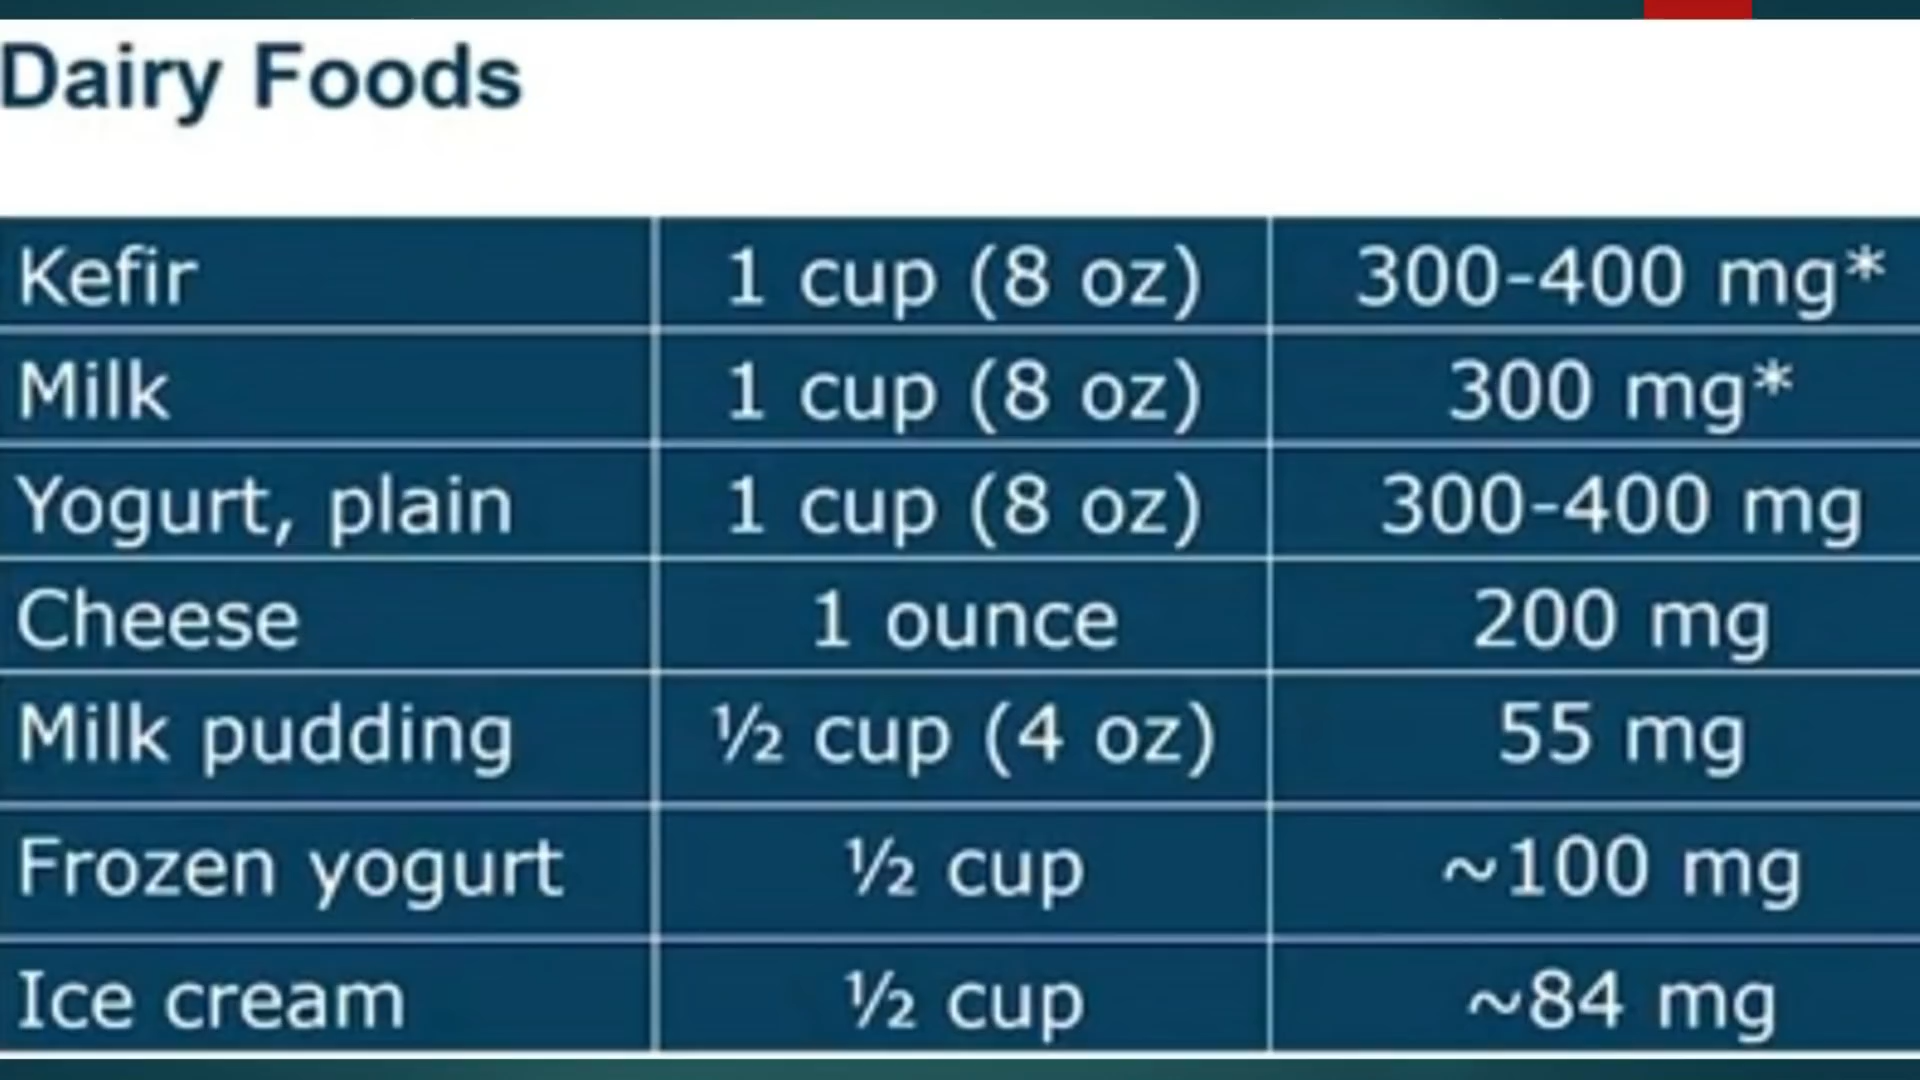 Dairy Foods
Kefir 1 cup (8 oz) 300-400 mg*
Milk 1 cup (8 oz) 300 mg*
Yogurt, plain 1 cup (8 oz) 300-400 mg
Cheese 1 ounce 200 mg
Milk pudding ½ cup (4 oz) 55 mg
Frozen yogurt ½ cup ~100 mg
Ice cream ½ cup ~84 mg